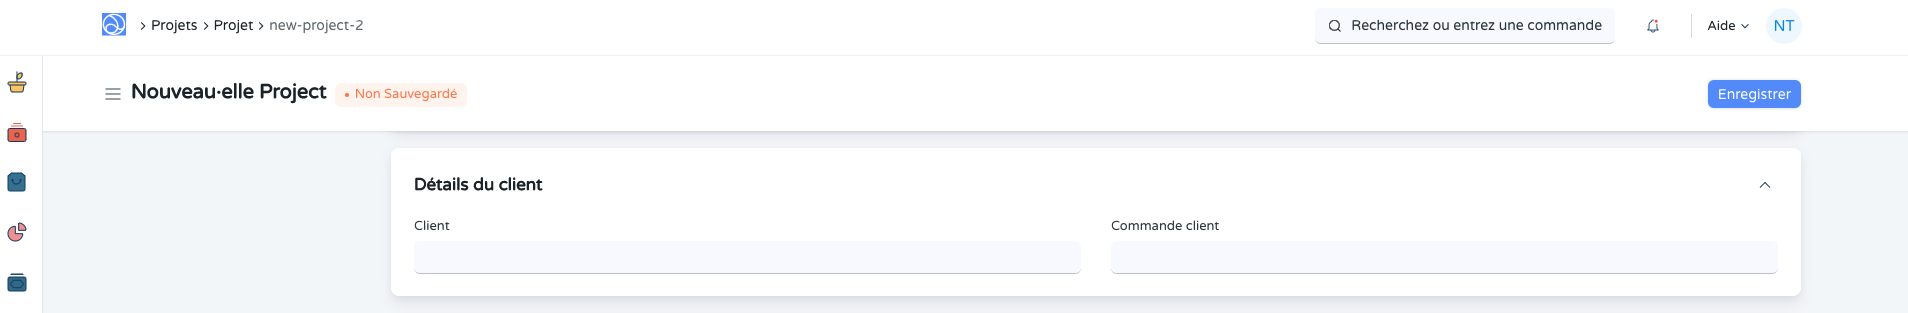 Projets Projet new-project-2
Recherchez ou entrez une commande
Aide
NT
Nouveau·elle Project
Non Sauvegardé
Enregistrer
Détails du client
Client
Commande client